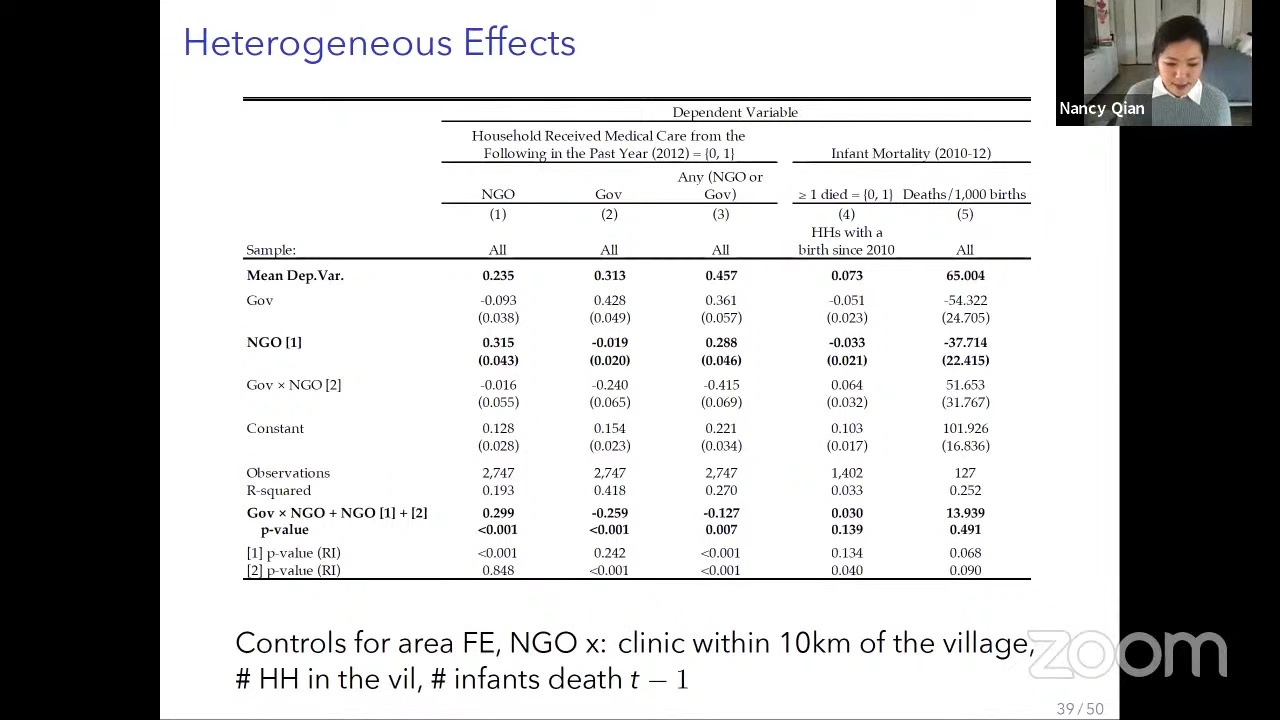 Heterogeneous Effects
Nancy Qian
Dependent Variable
Household Received Medical Care from the
Following in the Past Year (2012) = {0, 1}
Infant Mortality (2010-12)
NGO Gov Any (NGO or Gov) ≥ 1 died = {0, 1} Deaths/1,000 births
(1) (2) (3) (4) (5)
Sample: All All All HHs with a birth since 2010 All
Mean Dep.Var. 0.235 0.313 0.457 0.073 65.004
Gov -0.093 0.428 0.361 -0.051 -54.322
(0.038) (0.049) (0.057) (0.023) (24.705)
NGO [1] 0.315 -0.019 0.288 -0.033 -37.714
(0.043) (0.020) (0.046) (0.021) (22.415)
Gov × NGO [2] -0.016 -0.240 -0.415 0.064 51.653
(0.055) (0.065) (0.069) (0.032) (31.767)
Constant 0.128 0.154 0.221 0.103 101.926
(0.028) (0.023) (0.034) (0.017) (16.836)
Observations 2,747 2,747 2,747 1,402 127
R-squared 0.193 0.418 0.270 0.033 0.252
Gov × NGO + NGO [1] + [2] 0.299 -0.259 -0.127 0.030 13.939
p-value <0.001 <0.001 0.007 0.139 0.491
[1] p-value (RI) <0.001 0.242 <0.001 0.134 0.068
[2] p-value (RI) 0.848 <0.001 <0.001 0.040 0.090
Controls for area FE, NGO x: clinic within 10km of the village,
# HH in the vil, # infants death t − 1
zoom
39 / 50